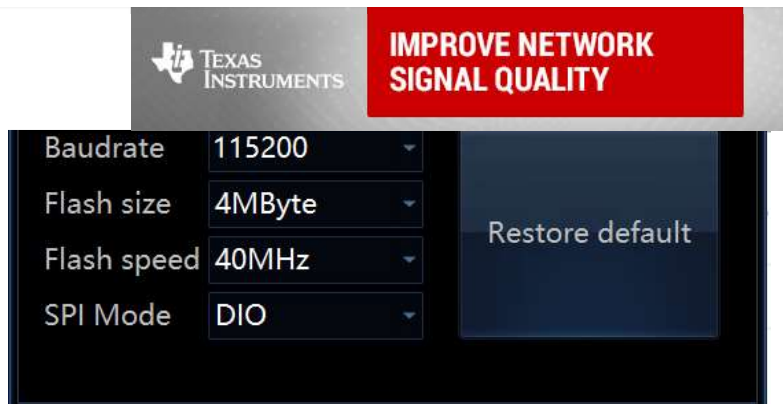 TEXAS
INSTRUMENTS
IMPROVE NETWORK
SIGNAL QUALITY
Baudrate 115200
Flash size 4MByte
Flash speed 40MHz
SPI Mode DIO
Restore default